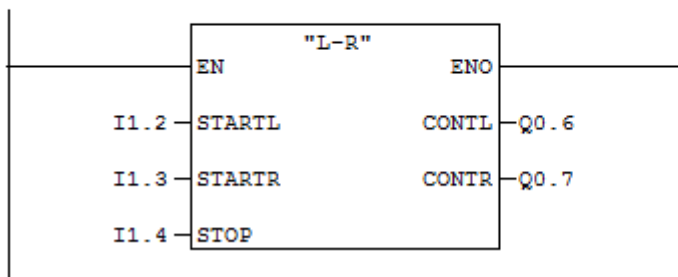 "L-R"
EN ENO
I1.2 STARTL CONTL Q0.6
I1.3 STARTR CONTR Q0.7
I1.4 STOP